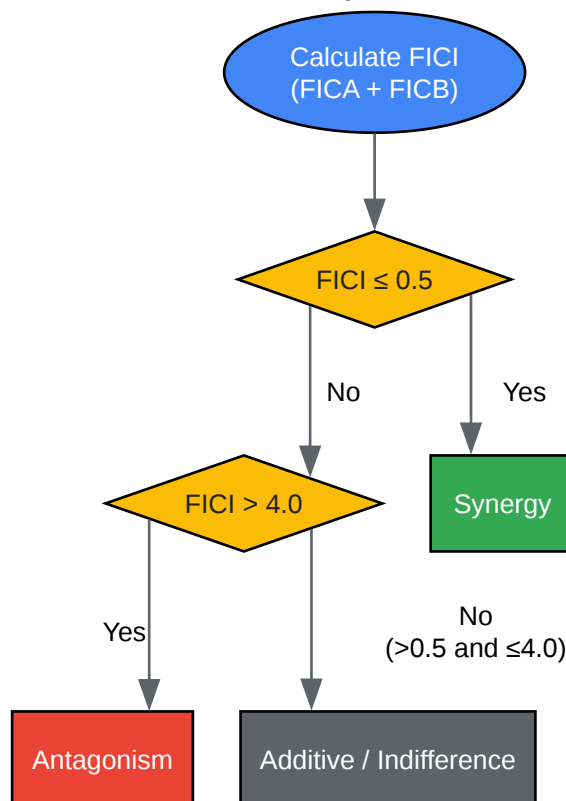 Calculate FICI
(FICA + FICB)
FICI ≤ 0.5
No
Yes
FICI > 4.0
Synergy
No
(>0.5 and ≤4.0)
Yes
Antagonism
Additive / Indifference